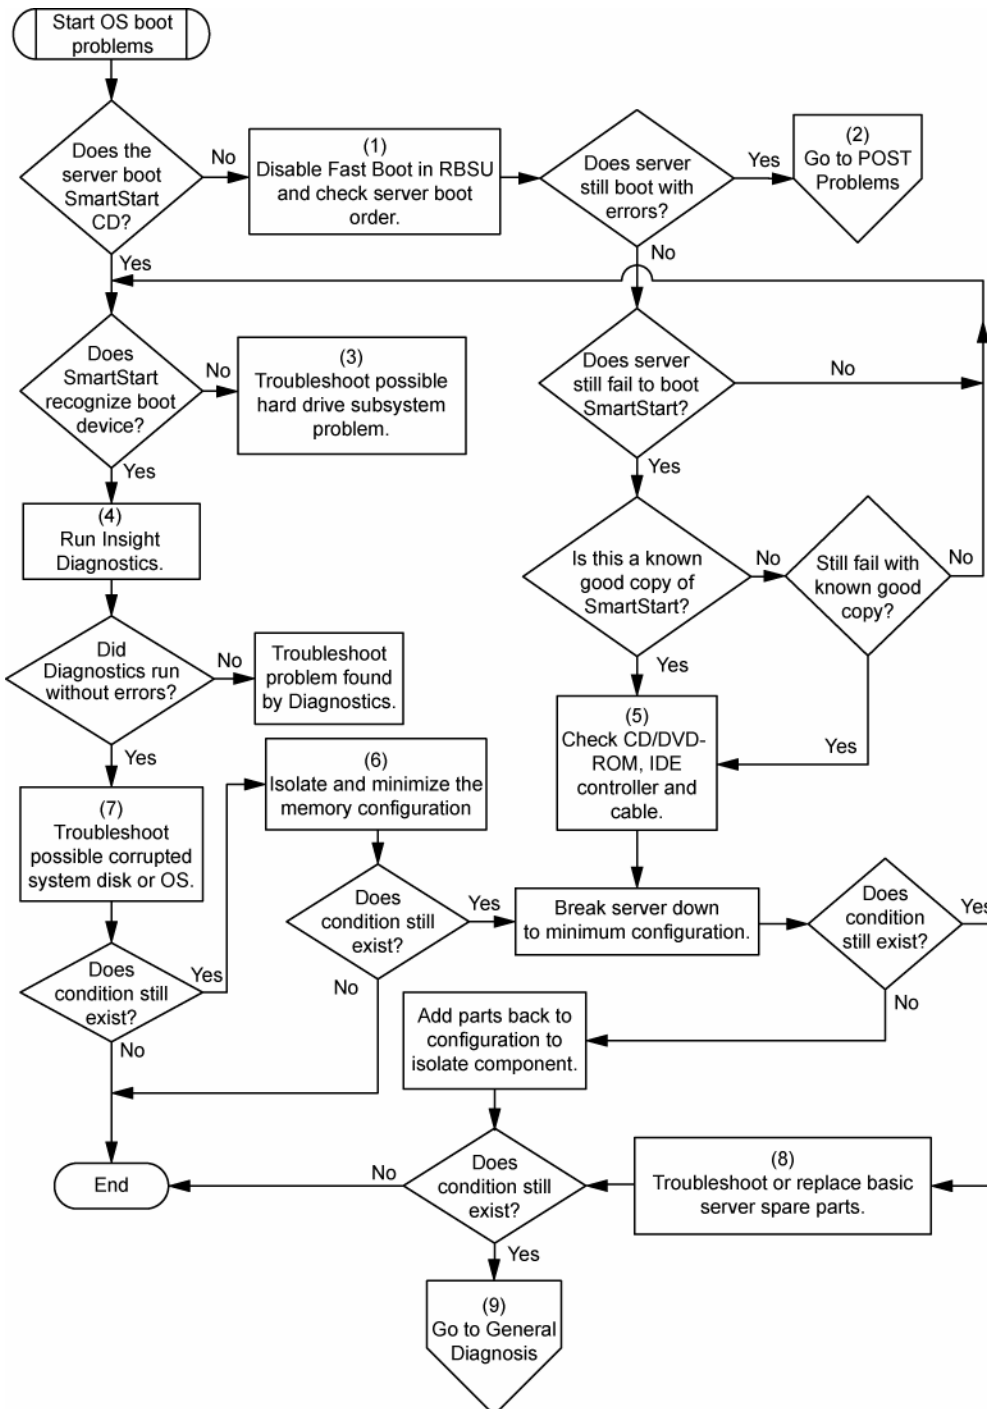 Start OS boot
problems
Does the
server boot
SmartStart
CD?
No
(1)
Disable Fast Boot in RBSU
and check server boot
order.
Does server
still boot with
errors?
Yes
(2)
Go to POST
Problems
Yes
No
Does
SmartStart
recognize boot
device?
No
(3)
Troubleshoot possible
hard drive subsystem
problem.
Does server
still fail to boot
SmartStart?
No
Yes
Yes
(4)
Run Insight
Diagnostics.
Is this a known
good copy of
SmartStart?
No
Still fail with
known good
copy?
No
Did
Diagnostics run
without errors?
No
Troubleshoot
problem found
by Diagnostics.
Yes
(5)
Check CD/DVD-
ROM, IDE
controller and
cable.
Yes
Yes
(6)
Isolate and minimize the
memory configuration
(7)
Troubleshoot
possible corrupted
system disk or OS.
Does
condition still
exist?
Yes
Break server down
to minimum configuration.
Does
condition
still exist?
Yes
Does
condition still
exist?
Yes
No
No
No
Add parts back to
configuration to
isolate component.
End
No
Does
condition still
exist?
(8)
Troubleshoot or replace basic
server spare parts.
Yes
(9)
Go to General
Diagnosis